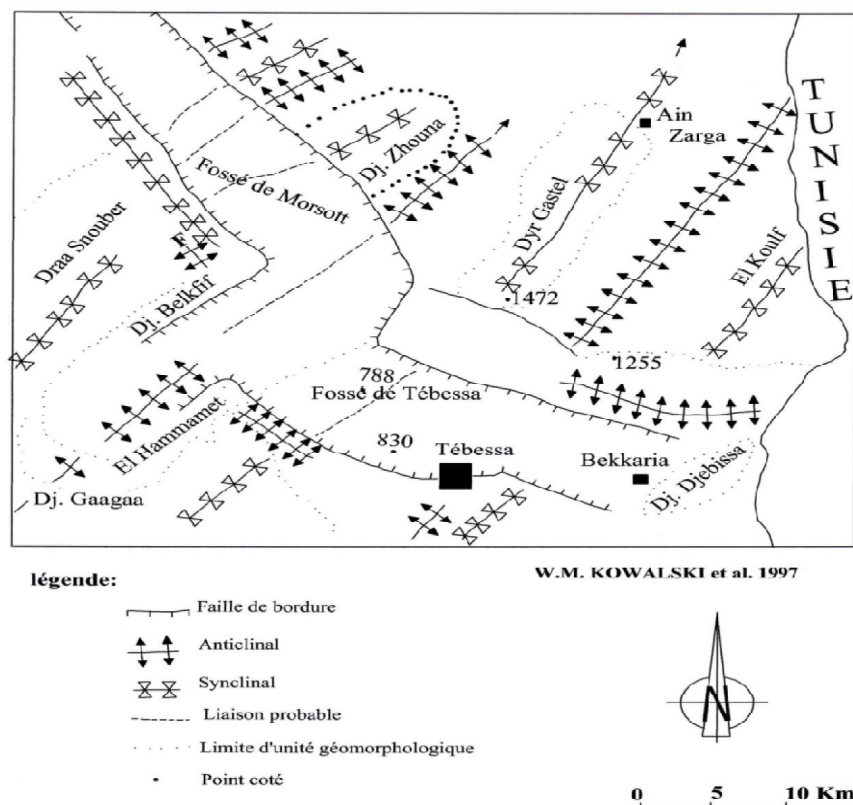 TUNISIE
Ain
Zarga
Dj. Zhouna
Fossé de Morsott
Dyr Gastel
Draa Snouber
El Koulf
Dj. Belkfif
1472
1255
788
Fossé de Tébessa
El Hammamet
830
Tébessa
Bekkaria
Dj. Djebissa
Dj. Gaagaa
légende:
W.M. KOWALSKI et al. 1997
Faille de bordure
Anticlinal
Synclinal
Liaison probable
Limite d'unité géomorphologique
Point coté
N
0 5 10 Km